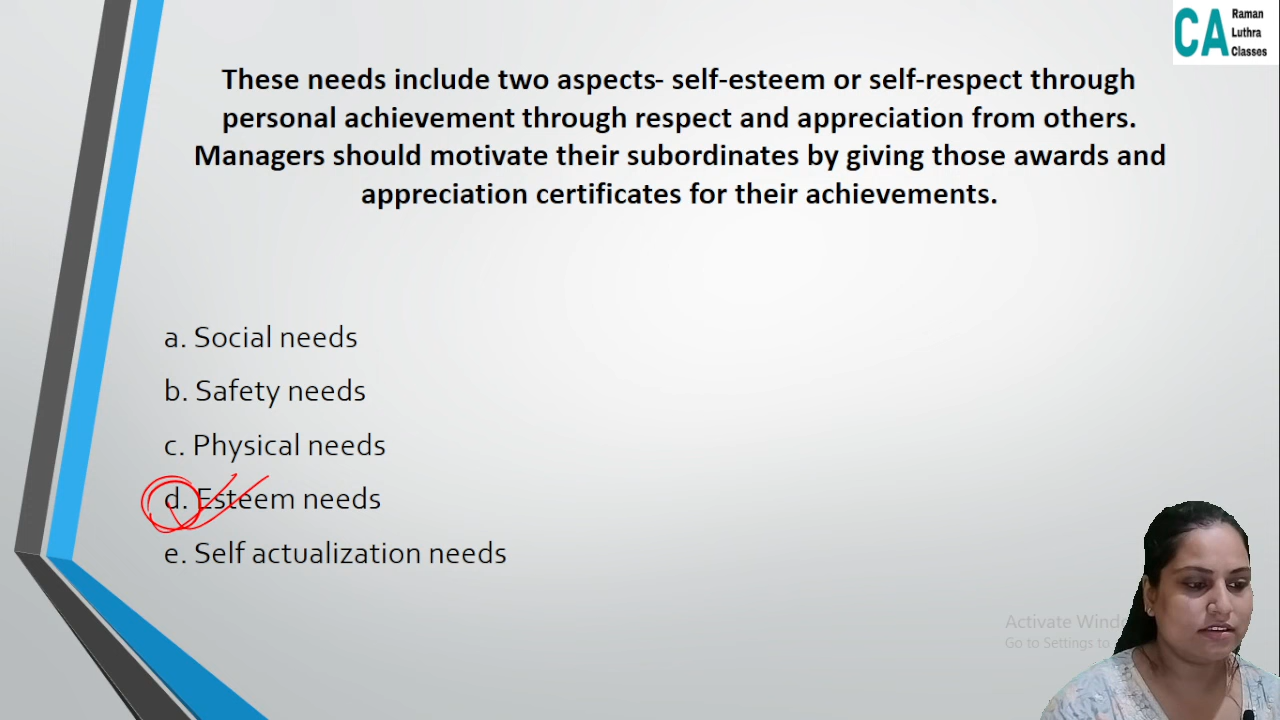 CA
Raman
Luthra
Classes
These needs include two aspects- self-esteem or self-respect through
personal achievement through respect and appreciation from others.
Managers should motivate their subordinates by giving those awards and
appreciation certificates for their achievements.
a. Social needs
b. Safety needs
c. Physical needs
d. Esteem needs
e. Self actualization needs
Activate Windo
Go to Settings to